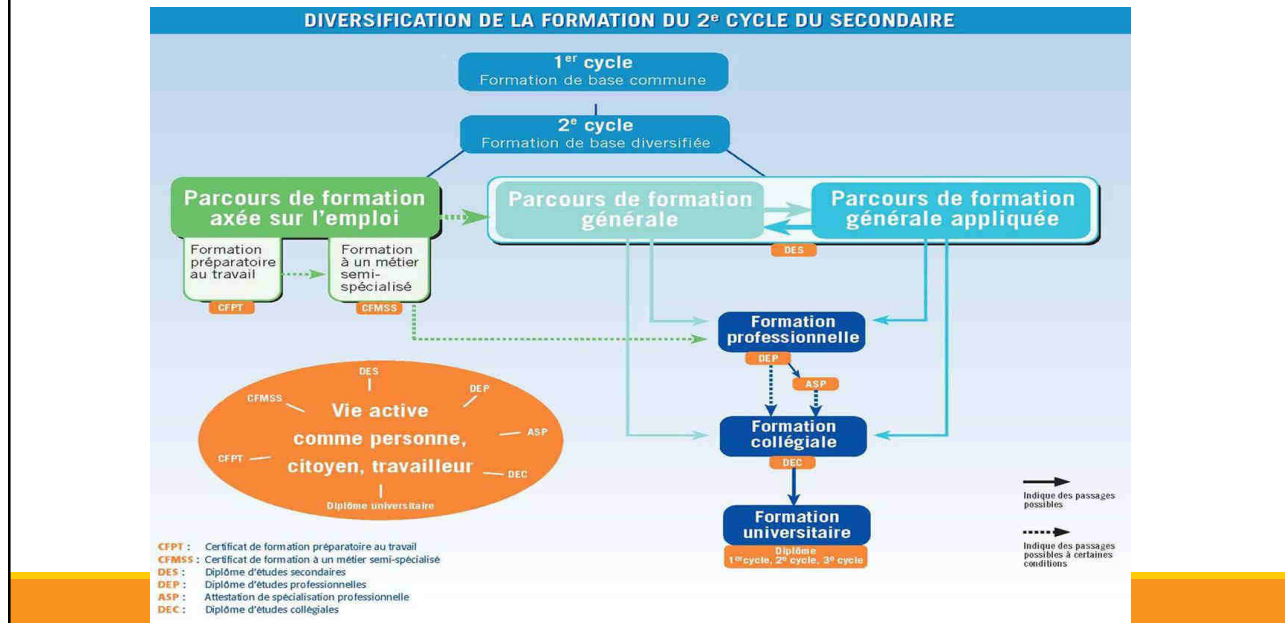 DIVERSIFICATION DE LA FORMATION DU 2e CYCLE DU SECONDAIRE
1er cycle
Formation de base commune
2e cycle
Formation de base diversifiée
Parcours de formation
axée sur l'emploi
Parcours de formation
générale
Parcours de formation
générale appliquée
DES
Formation
préparatoire
au travail
CFPT
Formation
à un métier
semi-
spécialisé
CFMSS
Formation
professionnelle
DEP
ASP
Formation
collégiale
DEC
Formation
universitaire
Diplôme
1er cycle, 2e cycle, 3e cycle
DES
DEP
CFMSS
Vie active
comme personne,
citoyen, travailleur
ASP
CFPT
DEC
Diplôme universitaire
Indique des passages
possibles
Indique des passages
possibles à certaines
conditions
CFPT : Certificat de formation préparatoire au travail
CFMSS : Certificat de formation à un métier semi-spécialisé
DES : Diplôme d'études secondaires
DEP : Diplôme d'études professionnelles
ASP : Attestation de spécialisation professionnelle
DEC : Diplôme d'études collégiales